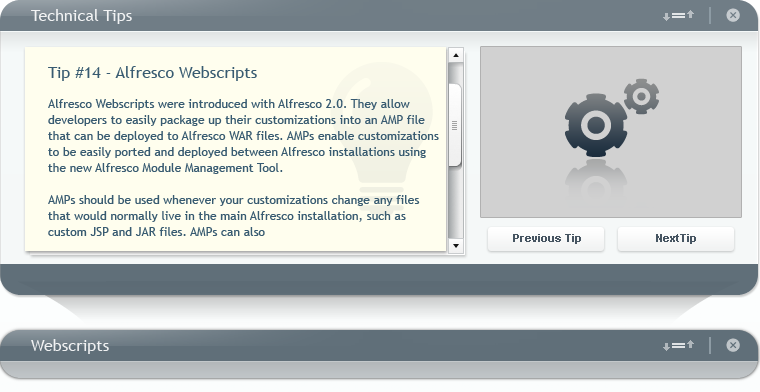 Technical Tips
Tip #14 - Alfresco Webscripts
Alfresco Webscripts were introduced with Alfresco 2.0. They allow
developers to easily package up their customizations into an AMP file
that can be deployed to Alfresco WAR files. AMPs enable customizations
to be easily ported and deployed between Alfresco installations using
the new Alfresco Module Management Tool.
AMPs should be used whenever your customizations change any files
that would normally live in the main Alfresco installation, such as
custom JSP and JAR files. AMPs can also
Previous Tip
NextTip
Webscripts